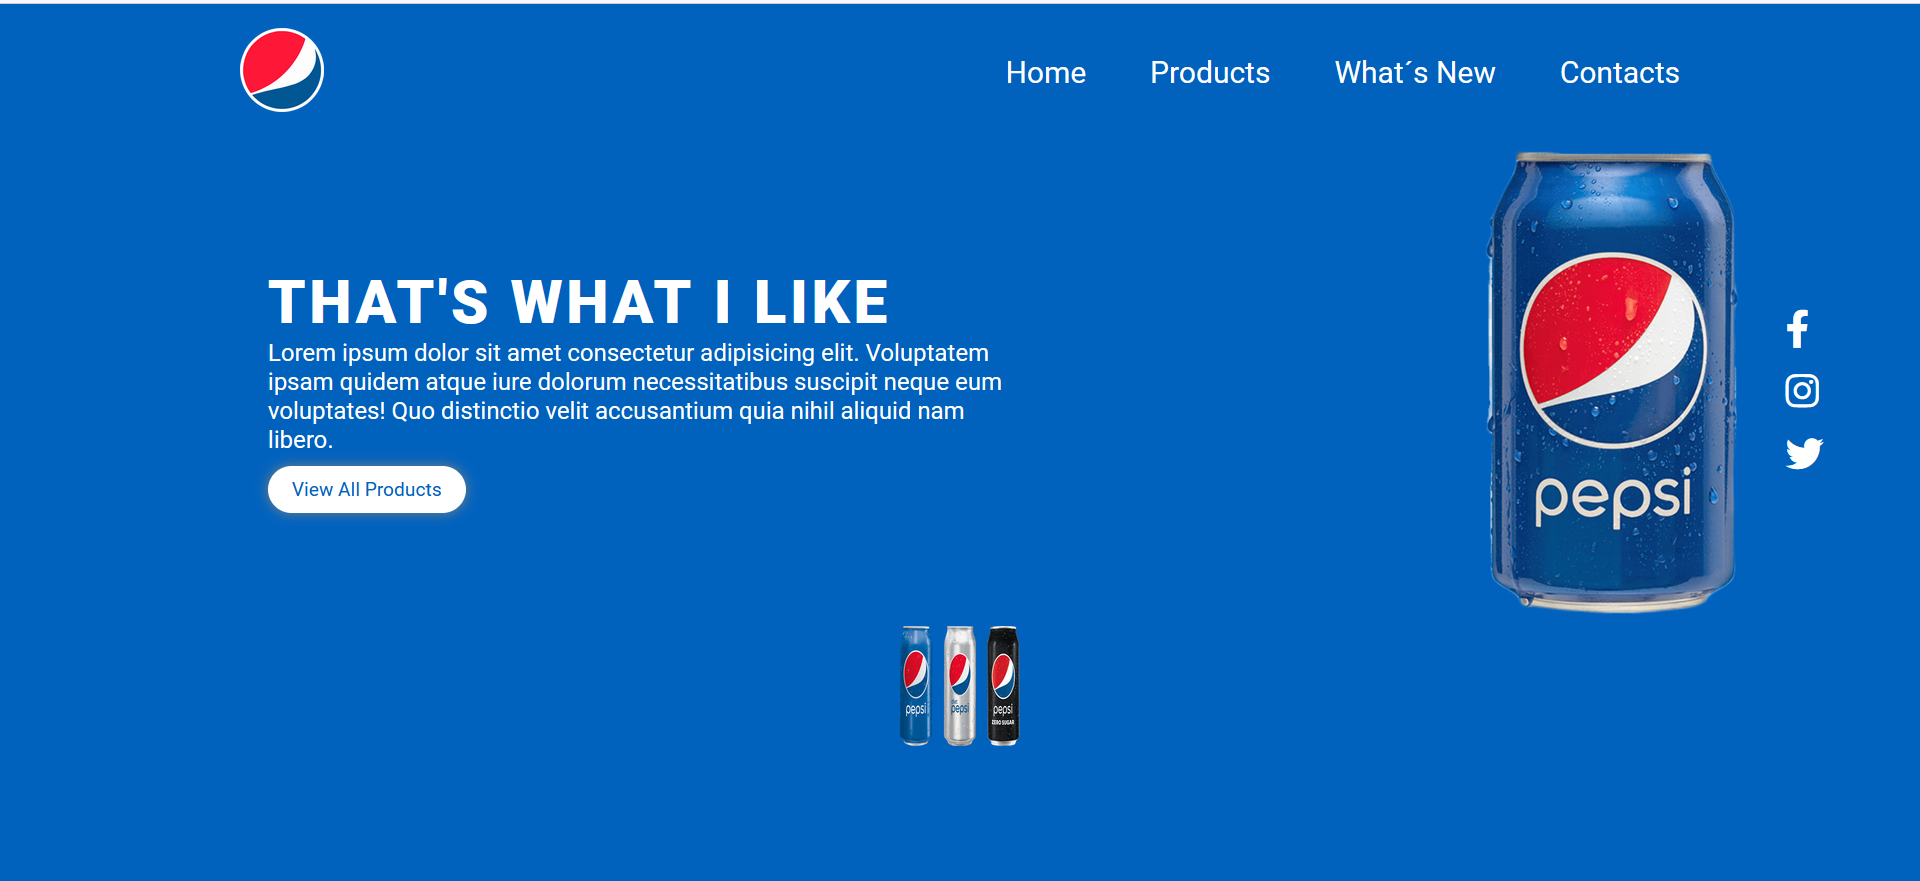 Home Products What´s New Contacts
THAT'S WHAT I LIKE
Lorem ipsum dolor sit amet consectetur adipisicing elit. Voluptatem
ipsam quidem atque iure dolorum necessitatibus suscipit neque eum
voluptates! Quo distinctio velit accusantium quia nihil aliquid nam
libero.
View All Products
pepsi
pepsi
pepsi
pepsi
ZERO SUGAR